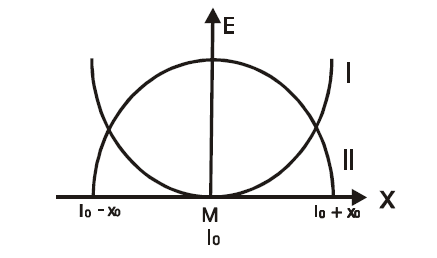 E
I
II
X
l₀ - x₀
M
l₀ + x₀
l₀